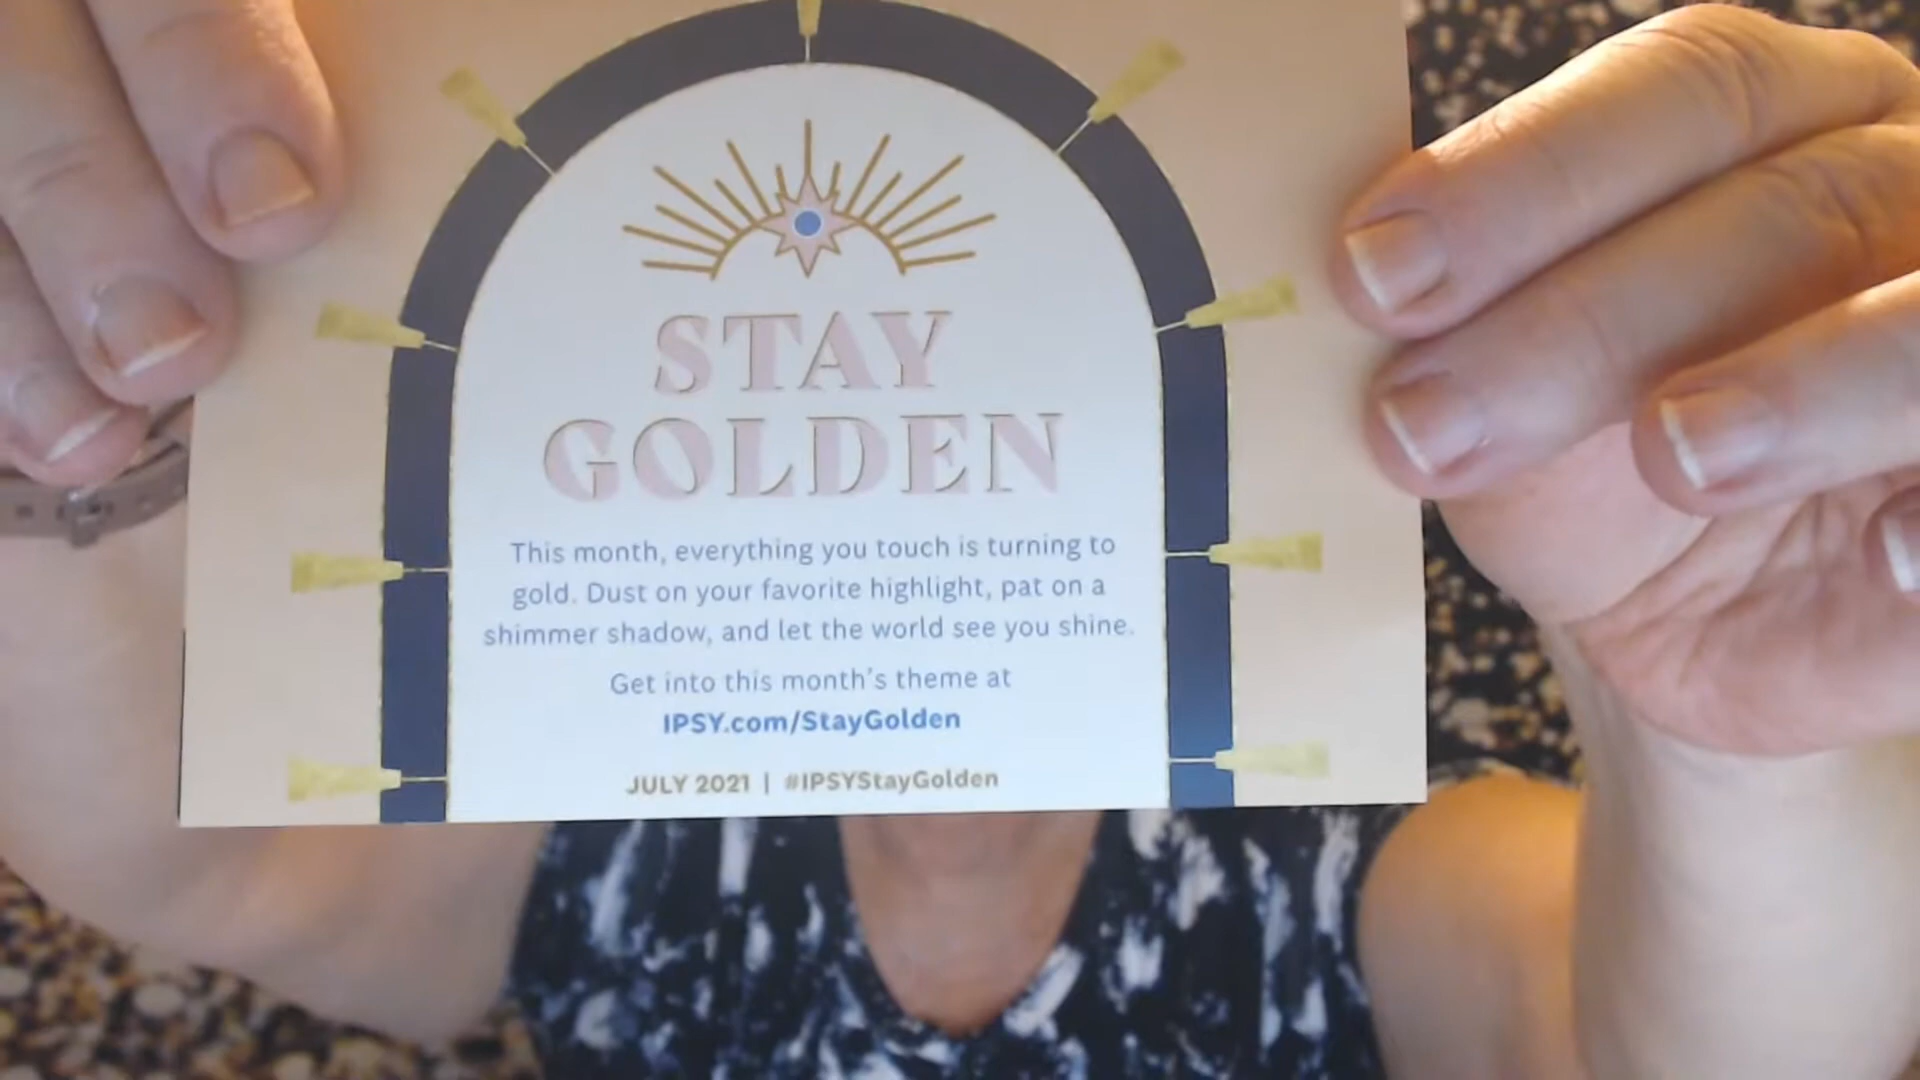 STAY
GOLDEN
This month, everything you touch is turning to
gold. Dust on your favorite highlight, pat on a
shimmer shadow, and let the world see you shine.
Get into this month's theme at
IPSY.com/StayGolden
JULY 2021 | #IPSYStayGolden